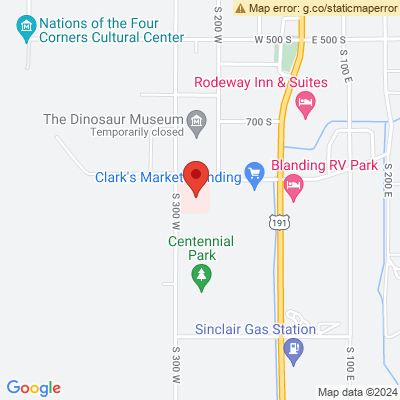 Map error: g.co/staticmaperror
Nations of the Four
Corners Cultural Center
S 200 W
W 500 S
E 500 S
S 100 E
Rodeway Inn & Suites
The Dinosaur Museum
Temporarily closed
700 S
Clark's Market
nding
Blanding RV Park
S 200 E
S 300 W
191
Centennial
Park
Sinclair Gas Station
S 300 W
S 100 E
Google
Map data ©2024